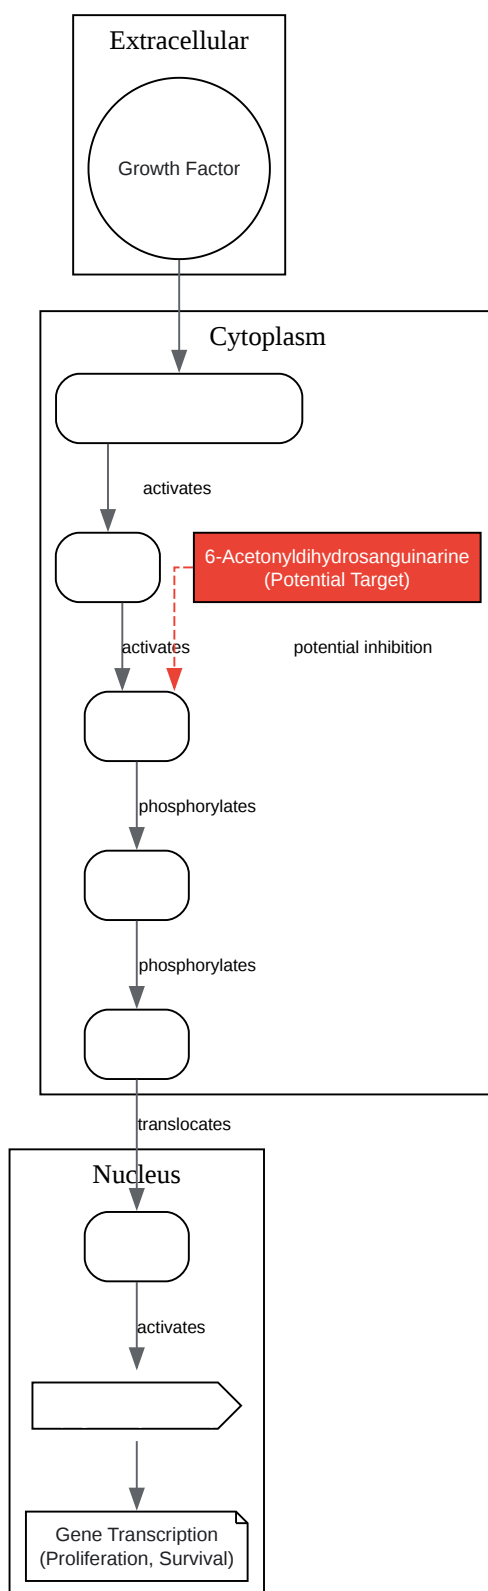 Extracellular
Growth Factor
Cytoplasm
activates
6-Acetonyldihydrosanguinarine
(Potential Target)
activates
potential inhibition
phosphorylates
phosphorylates
translocates
Nucleus
activates
Gene Transcription
(Proliferation, Survival)